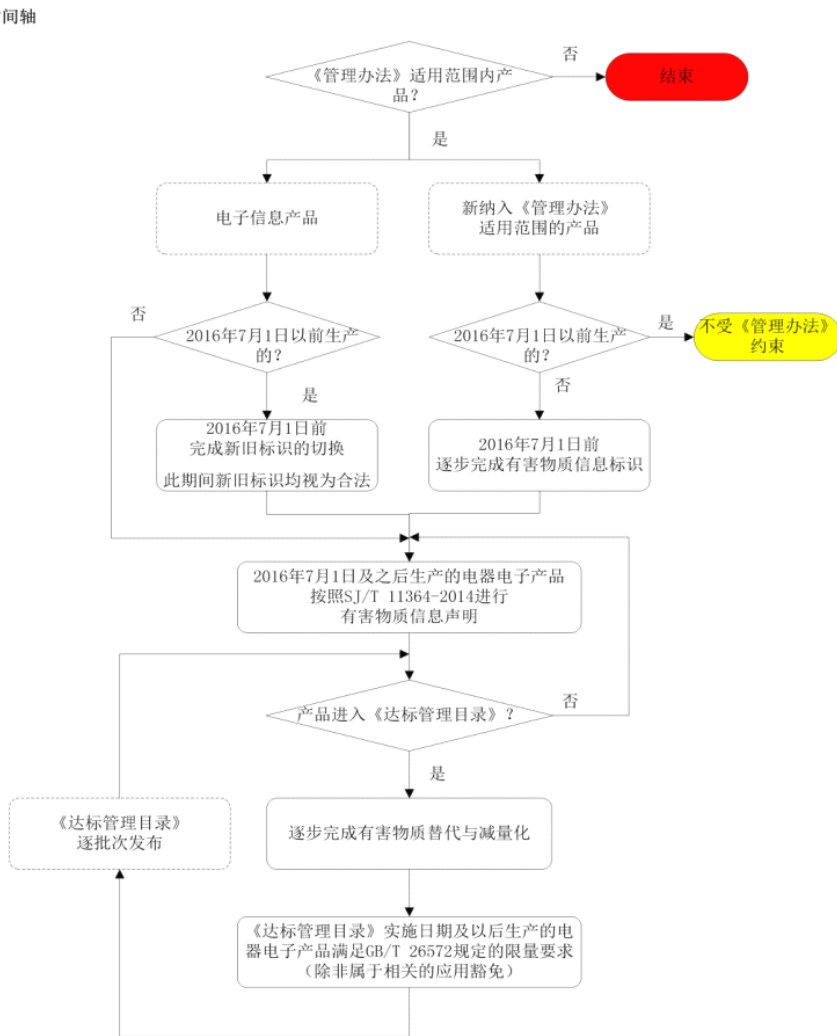 间轴
《管理办法》适用范围内产
品?
否
结束
是
电子信息产品
新纳入《管理办法》
适用范围的产品
否
2016年7月1日以前生产
的?
是
2016年7月1日以前生产
的?
是
不受《管理办法》
约束
否
2016年7月1日前
完成新旧标识的切换
此期间新旧标识均视为合法
2016年7月1日前
逐步完成有害物质信息标识
2016年7月1日及之后生产的电器电子产品
按照SJ/T 11364-2014进行
有害物质信息声明
产品进入《达标管理目录》?
否
是
《达标管理目录》
逐批次发布
逐步完成有害物质替代与减量化
《达标管理目录》实施日期及以后生产的电
器电子产品满足GB/T 26572规定的限量要求
（除非属于相关的应用豁免）